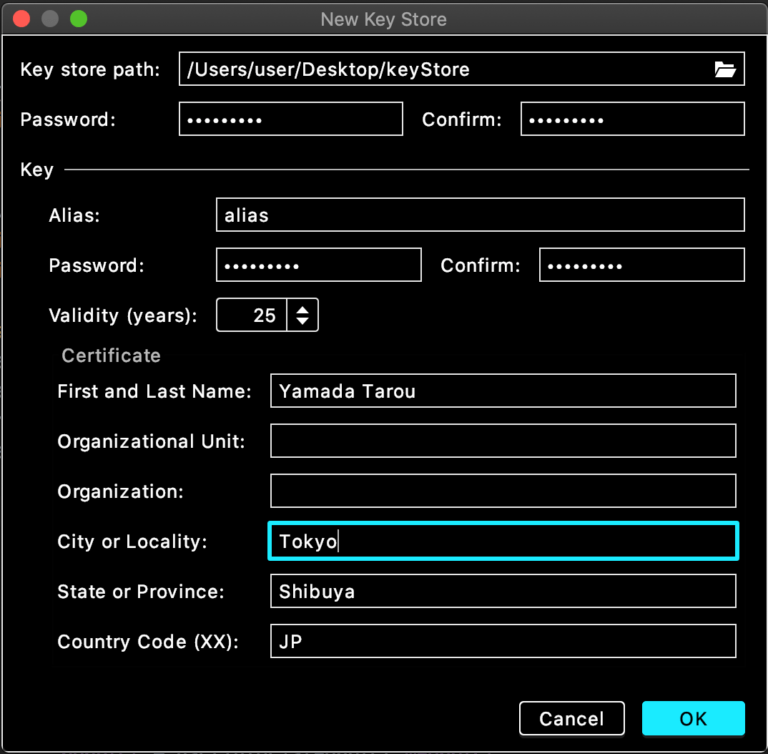 New Key Store
Key store path: /Users/user/Desktop/keyStore
Password: ••••••••• Confirm: •••••••••
Key
Alias: alias
Password: ••••••••• Confirm: •••••••••
Validity (years): 25
Certificate
First and Last Name: Yamada Tarou
Organizational Unit:
Organization:
City or Locality: Tokyo
State or Province: Shibuya
Country Code (XX): JP
Cancel OK